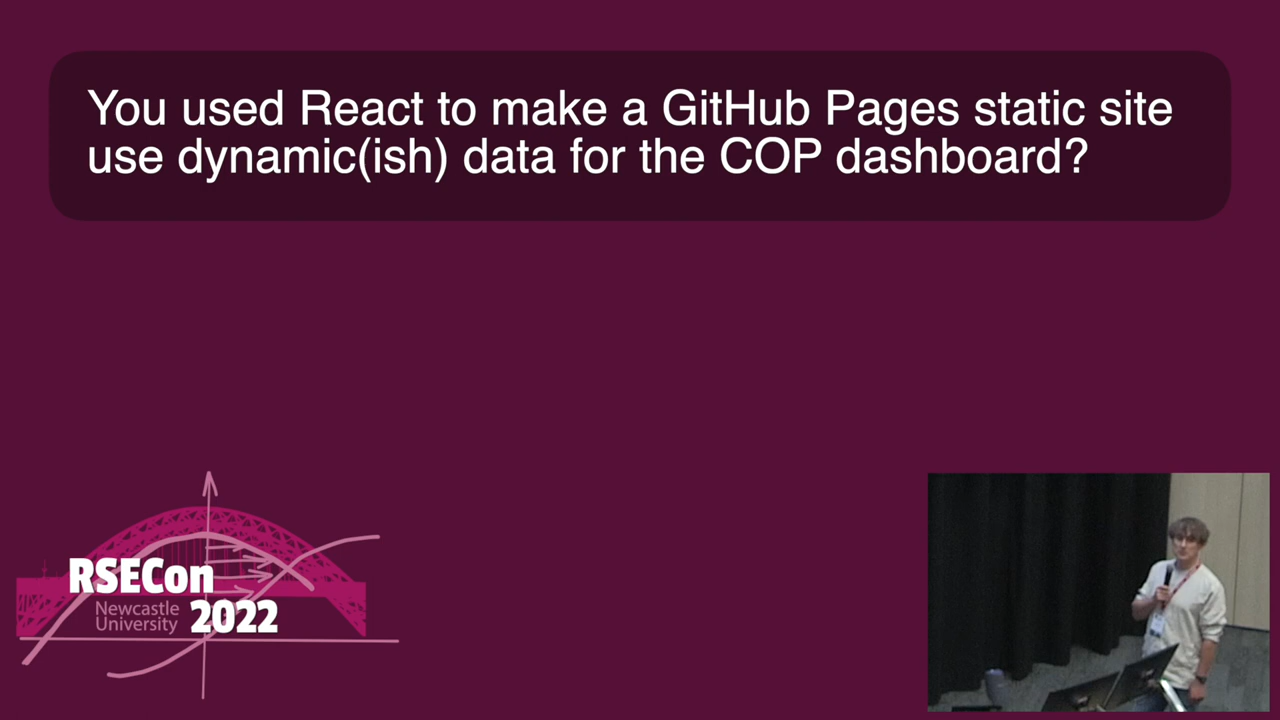 You used React to make a GitHub Pages static site
use dynamic(ish) data for the COP dashboard?
RSECon
Newcastle
University
2022